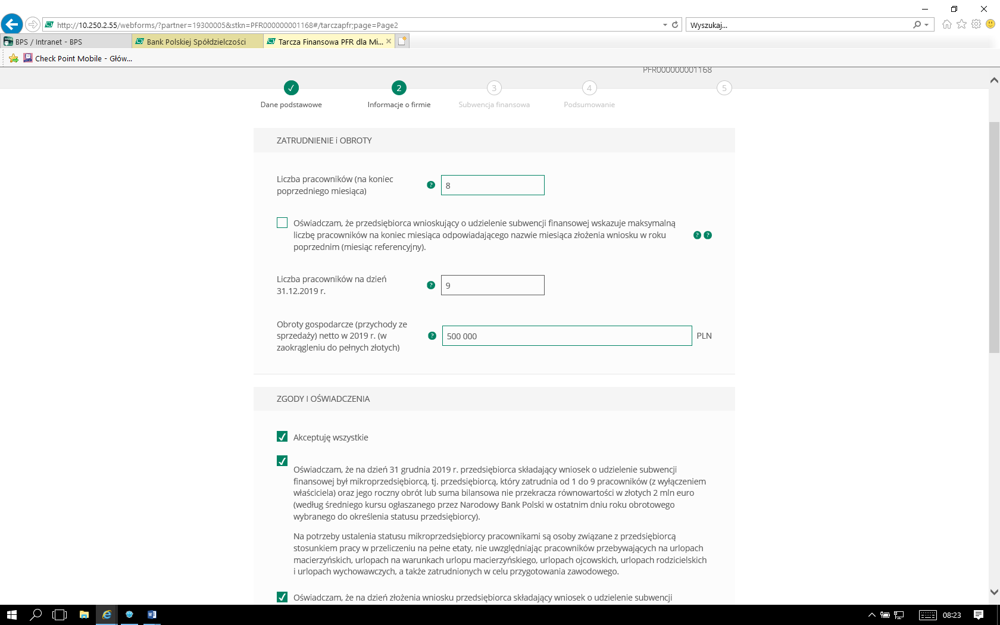 http://10.250.2.55/webforms/?partner=19300005&stkn=PFR000000001168#/tarczapfr;page=Page2
Wyszukaj...
BPS / Intranet - BPS
Bank Polskiej Spółdzielczości
Tarcza Finansowa PFR dla Mi...
Check Point Mobile - Głów...
PFR000000001168
2
3
4
5
Dane podstawowe
Informacje o firmie
Subwencja finansowa
Podsumowanie
ZATRUDNIENIE i OBROTY
Liczba pracowników (na koniec
poprzedniego miesiąca)
?
8
Oświadczam, że przedsiębiorca wnioskujący o udzielenie subwencji finansowej wskazuje maksymalną
liczbę pracowników na koniec miesiąca odpowiadającego nazwie miesiąca złożenia wniosku w roku
poprzednim (miesiąc referencyjny).
? ?
Liczba pracowników na dzień
31.12.2019 r.
?
9
Obroty gospodarcze (przychody ze
sprzedaży) netto w 2019 r. (w
zaokrągleniu do pełnych złotych)
?
500 000
PLN
ZGODY I OŚWIADCZENIA
Akceptuję wszystkie
Oświadczam, że na dzień 31 grudnia 2019 r. przedsiębiorca składający wniosek o udzielenie subwencji
finansowej był mikroprzedsiębiorcą, tj. przedsiębiorcą, który zatrudnia od 1 do 9 pracowników (z wyłączeniem
właściciela) oraz jego roczny obrót lub suma bilansowa nie przekracza równowartości w złotych 2 mln euro
(według średniego kursu ogłaszanego przez Narodowy Bank Polski w ostatnim dniu roku obrotowego
wybranego do określenia statusu przedsiębiorcy).
Na potrzeby ustalenia statusu mikroprzedsiębiorcy pracownikami są osoby związane z przedsiębiorcą
stosunkiem pracy w przeliczeniu na pełne etaty, nie uwzględniając pracowników przebywających na urlopach
macierzyńskich, urlopach na warunkach urlopu macierzyńskiego, urlopach ojcowskich, urlopach rodzicielskich
i urlopach wychowawczych, a także zatrudnionych w celu przygotowania zawodowego.
Oświadczam, że na dzień złożenia wniosku przedsiębiorca składający wniosek o udzielenie subwencji
08:23